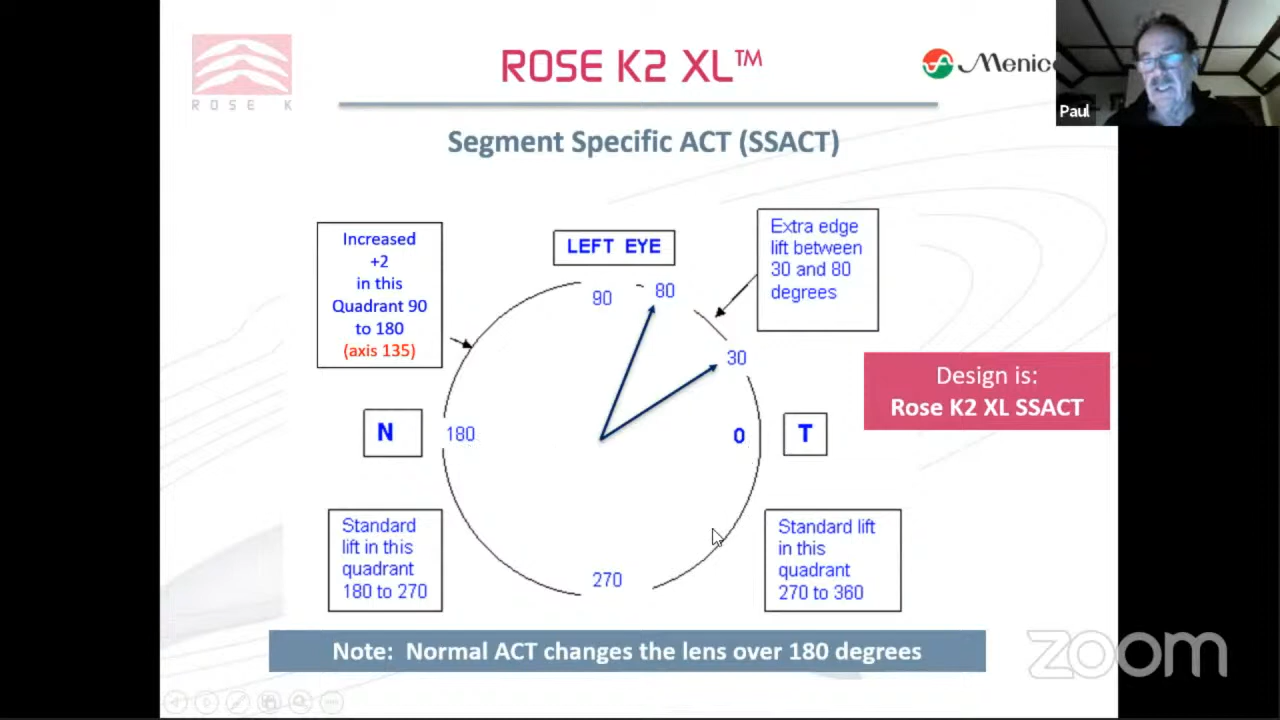 ROSE K2 XL™
ROSE K
Menico
Paul
Segment Specific ACT (SSACT)
Increased
+2
in this
Quadrant 90
to 180
(axis 135)
LEFT EYE
Extra edge
lift between
30 and 80
degrees
90
80
30
Design is:
Rose K2 XL SSACT
N
180
0
T
Standard
lift in this
quadrant
180 to 270
270
Standard lift
in this
quadrant
270 to 360
Note: Normal ACT changes the lens over 180 degrees
zoom